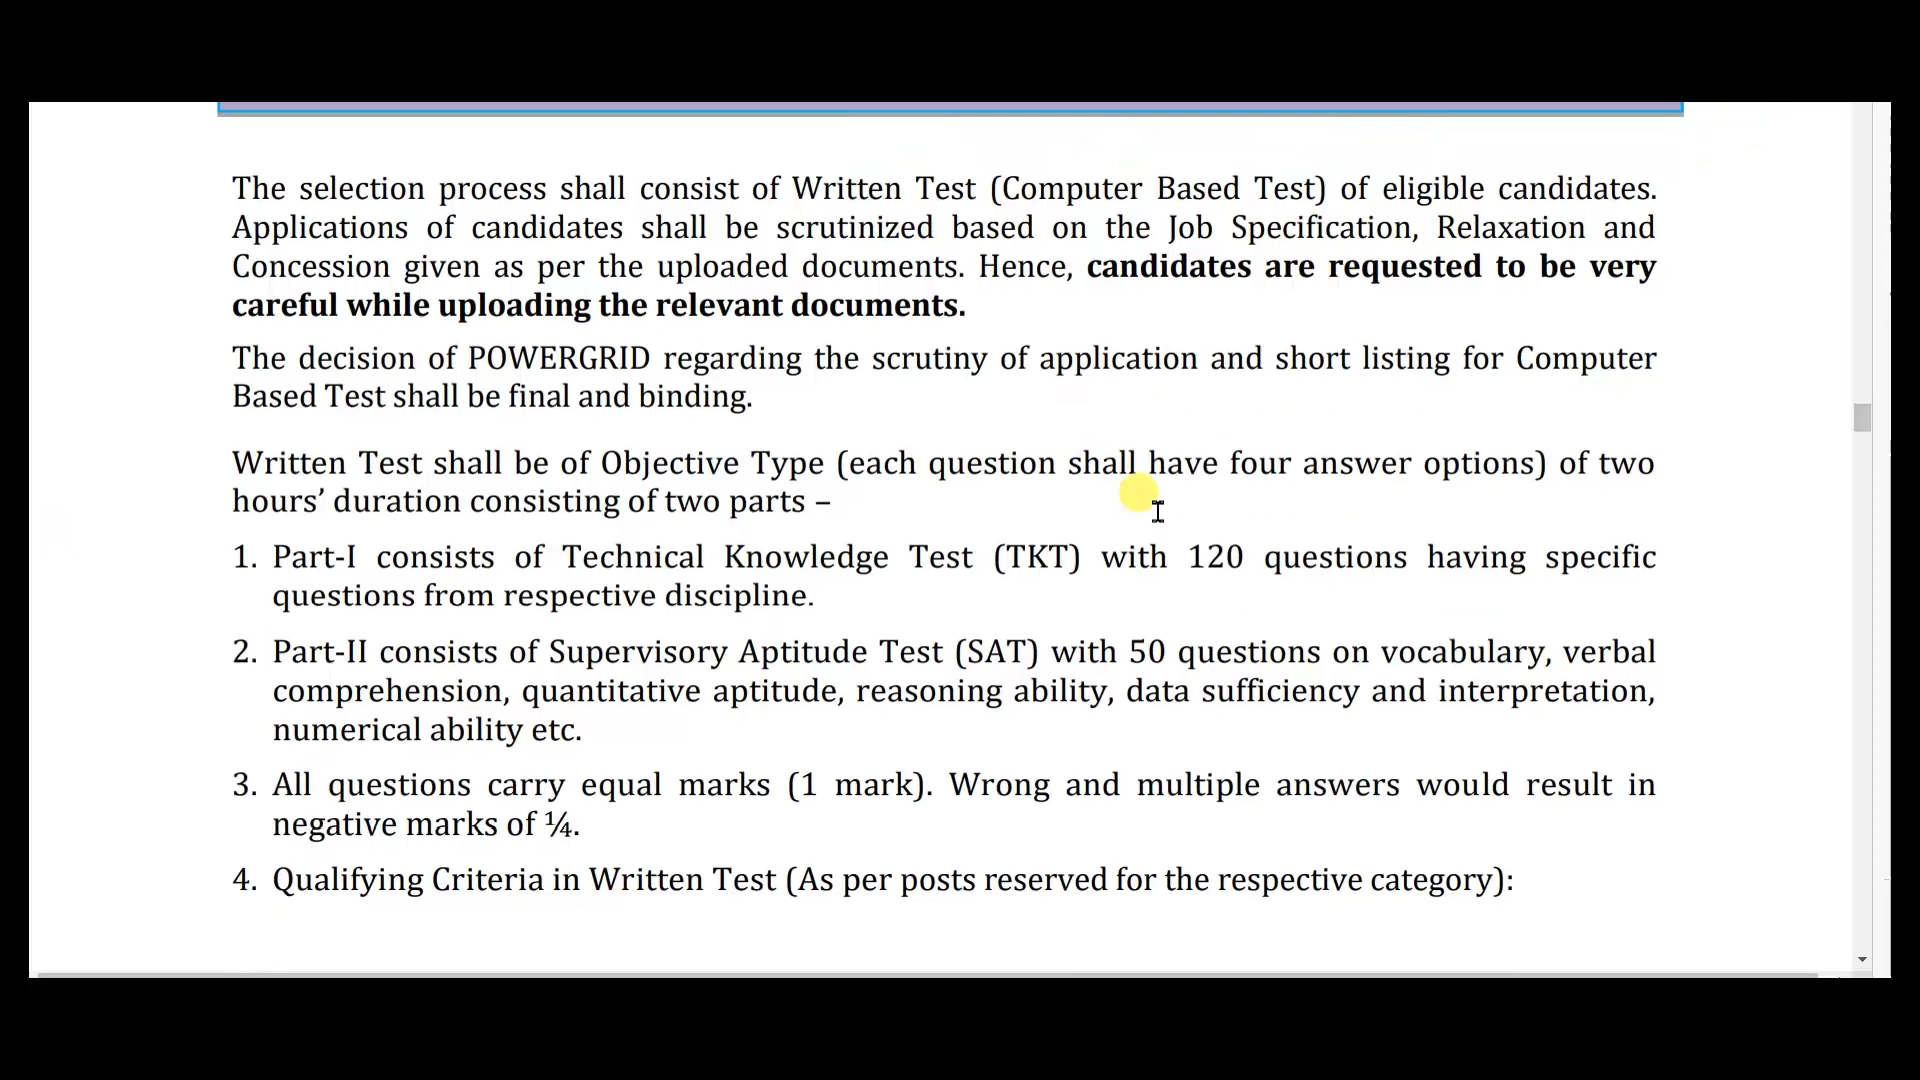 The selection process shall consist of Written Test (Computer Based Test) of eligible candidates.
Applications of candidates shall be scrutinized based on the Job Specification, Relaxation and
Concession given as per the uploaded documents. Hence, candidates are requested to be very
careful while uploading the relevant documents.
The decision of POWERGRID regarding the scrutiny of application and short listing for Computer
Based Test shall be final and binding.
Written Test shall be of Objective Type (each question shall have four answer options) of two
hours’ duration consisting of two parts –
1. Part-I consists of Technical Knowledge Test (TKT) with 120 questions having specific
questions from respective discipline.
2. Part-II consists of Supervisory Aptitude Test (SAT) with 50 questions on vocabulary, verbal
comprehension, quantitative aptitude, reasoning ability, data sufficiency and interpretation,
numerical ability etc.
3. All questions carry equal marks (1 mark). Wrong and multiple answers would result in
negative marks of ¼.
4. Qualifying Criteria in Written Test (As per posts reserved for the respective category):